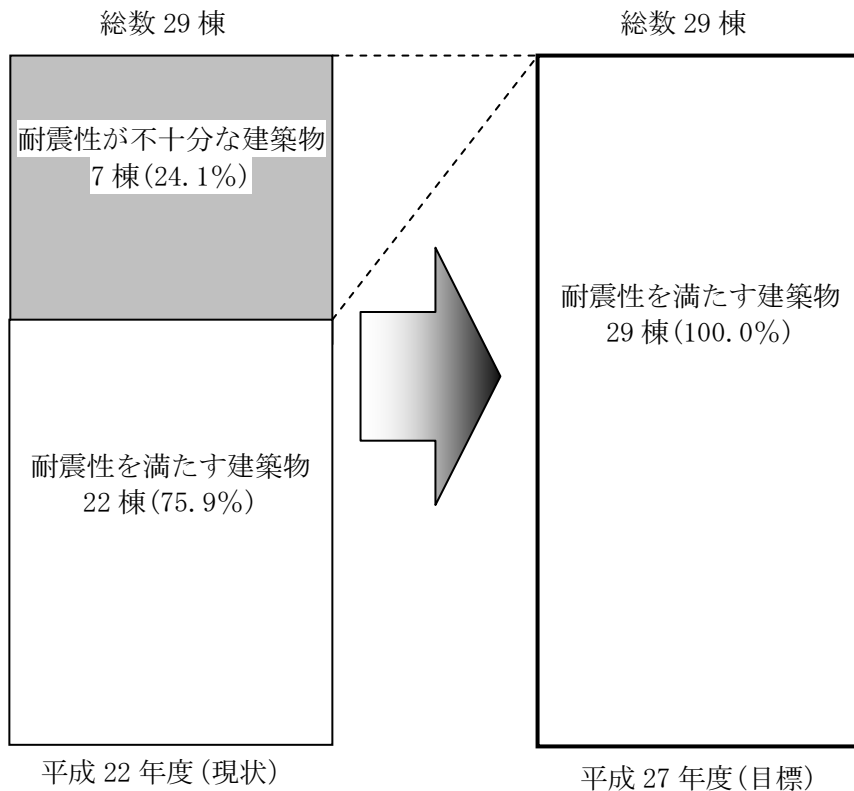 総数 29 棟
耐震性が不十分な建築物
7 棟(24.1%)
耐震性を満たす建築物
22 棟(75.9%)
平成 22 年度(現状)
総数 29 棟
耐震性を満たす建築物
29 棟(100.0%)
平成 27 年度(目標)